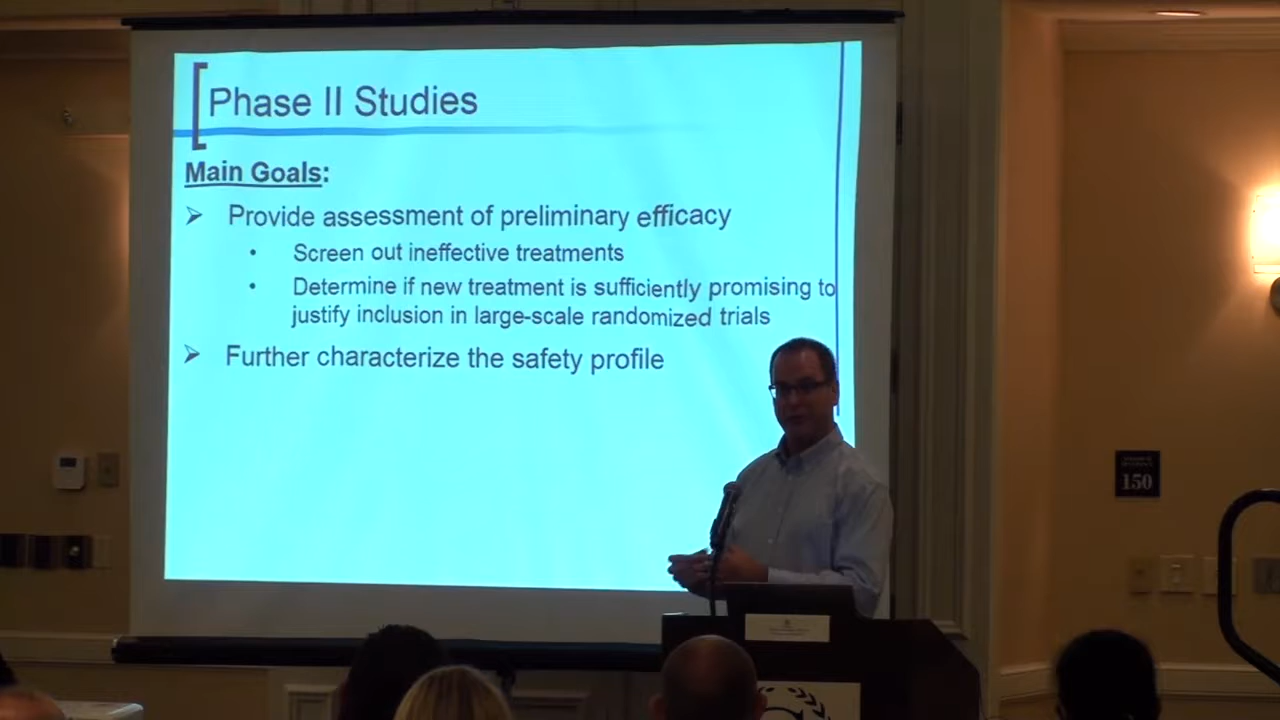 Phase II Studies
Main Goals:
➢ Provide assessment of preliminary efficacy
• Screen out ineffective treatments
• Determine if new treatment is sufficiently promising to
justify inclusion in large-scale randomized trials
➢ Further characterize the safety profile
150